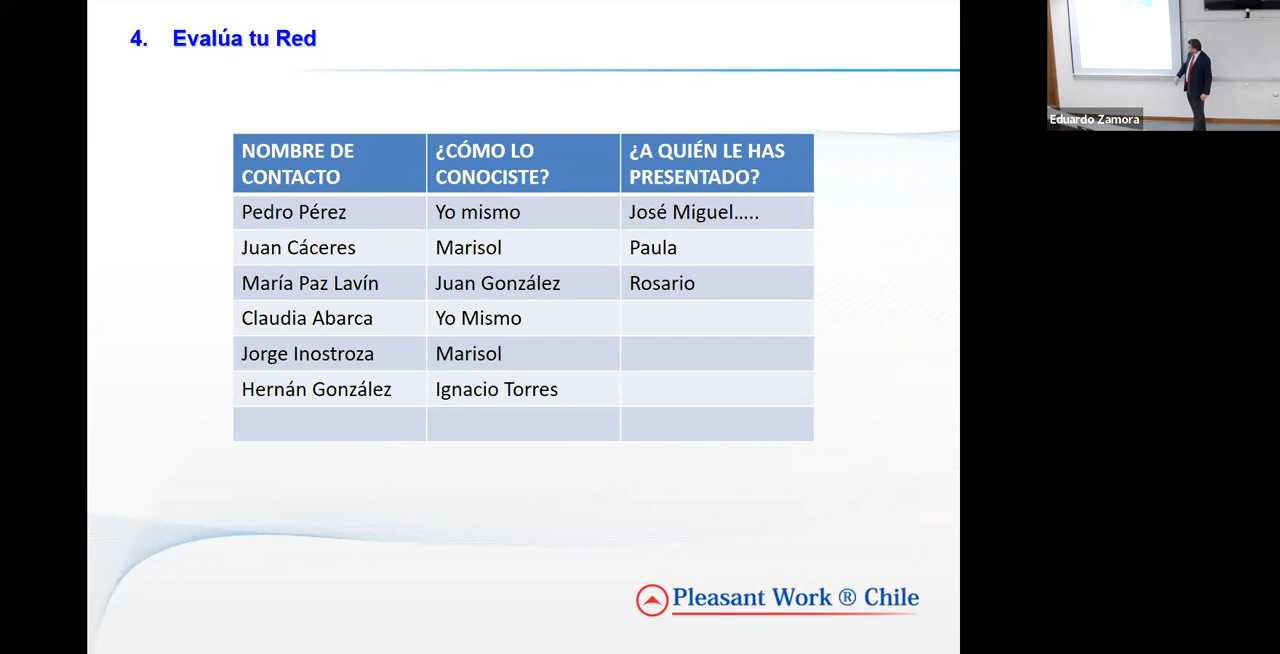 4. Evalúa tu Red
Eduardo Zamora
NOMBRE DE CONTACTO
¿CÓMO LO CONOCISTE?
¿A QUIÉN LE HAS PRESENTADO?
Pedro Pérez Yo mismo José Miguel.....
Juan Cáceres Marisol Paula
María Paz Lavín Juan González Rosario
Claudia Abarca Yo Mismo
Jorge Inostroza Marisol
Hernán González Ignacio Torres
Pleasant Work ® Chile